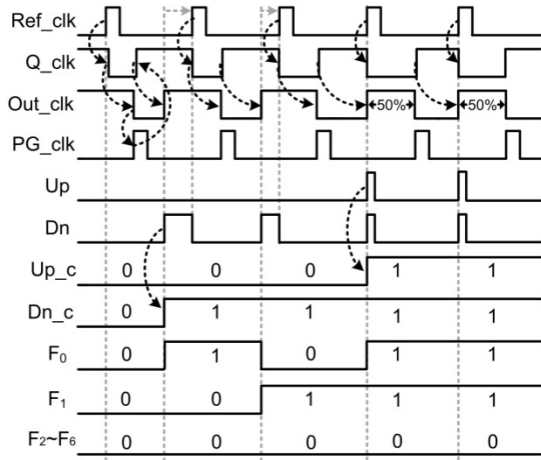 Ref_clk
Q_clk
Out_clk 50% 50%
PG_clk
Up
Dn
Up_c 0 0 0 1 1
Dn_c 0 1 1 1 1
F₀ 0 1 0 1 1
F₁ 0 0 1 1 1
F₂~F₆ 0 0 0 0 0